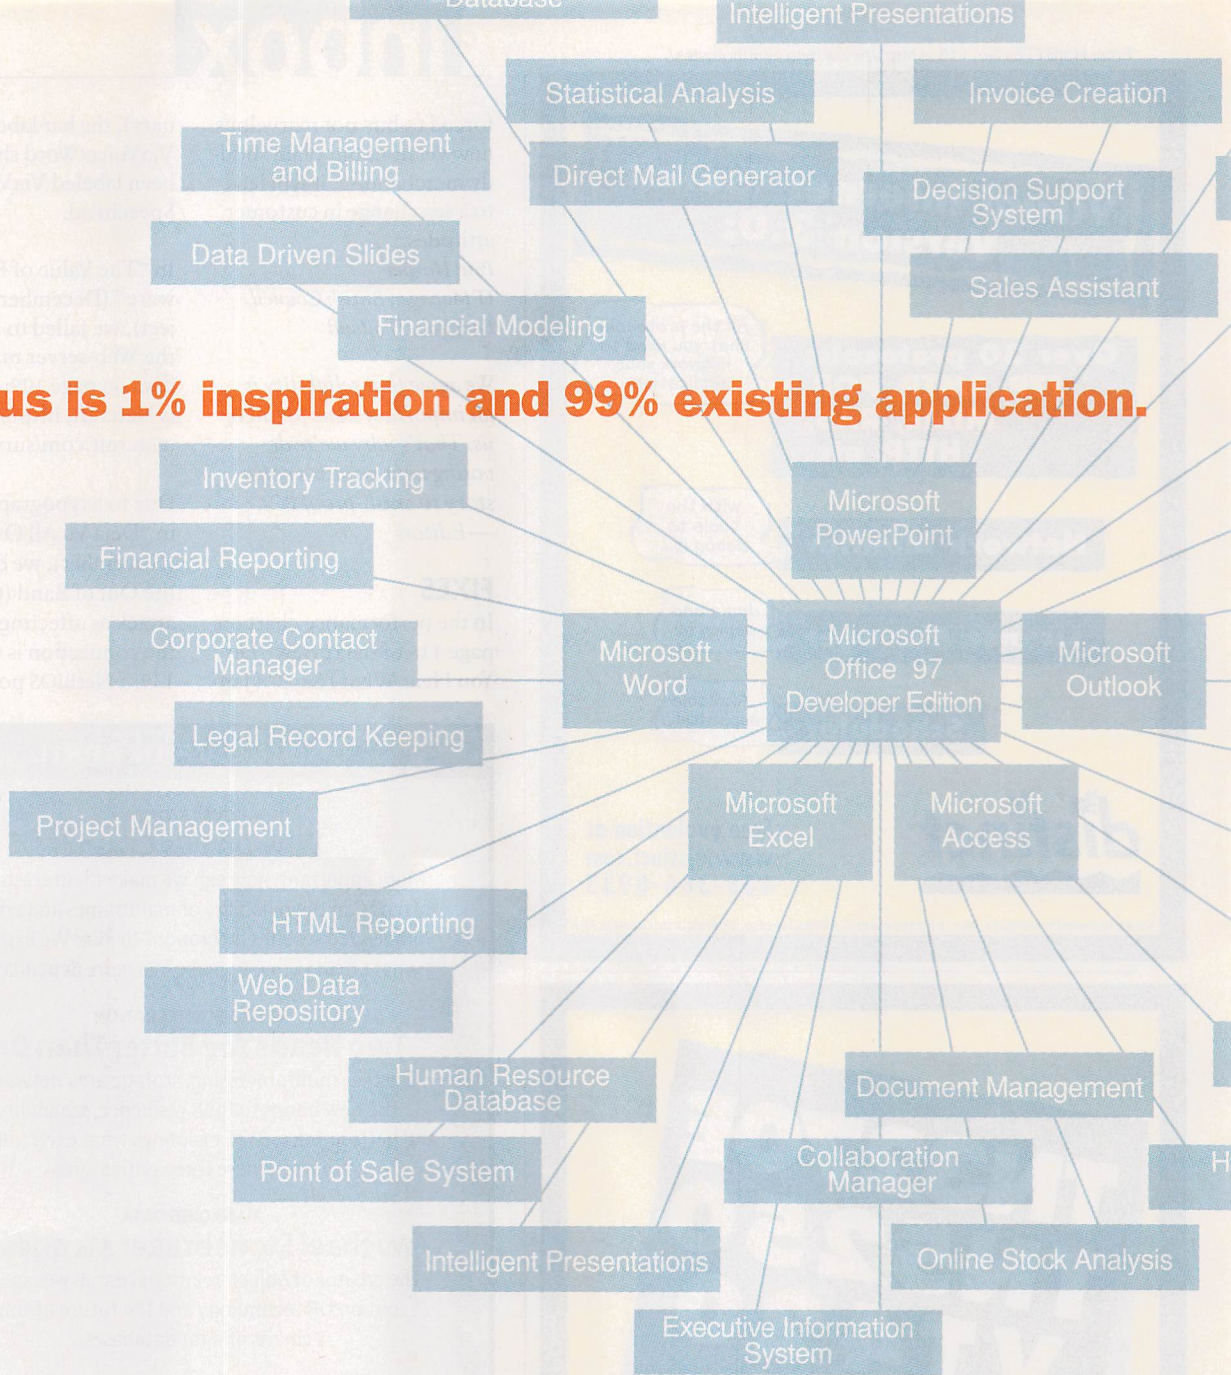 Database
Intelligent Presentations
Statistical Analysis
Invoice Creation
Time Management
and Billing
Direct Mail Generator
Decision Support
System
Data Driven Slides
Sales Assistant
Financial Modeling
us is 1% inspiration and 99% existing application.
Inventory Tracking
Microsoft
PowerPoint
Financial Reporting
Corporate Contact
Manager
Microsoft
Word
Microsoft
Office 97
Developer Edition
Microsoft
Outlook
Legal Record Keeping
Project Management
Microsoft
Excel
Microsoft
Access
HTML Reporting
Web Data
Repository
Human Resource
Database
Document Management
Point of Sale System
Collaboration
Manager
H
Intelligent Presentations
Online Stock Analysis
Executive Information
System